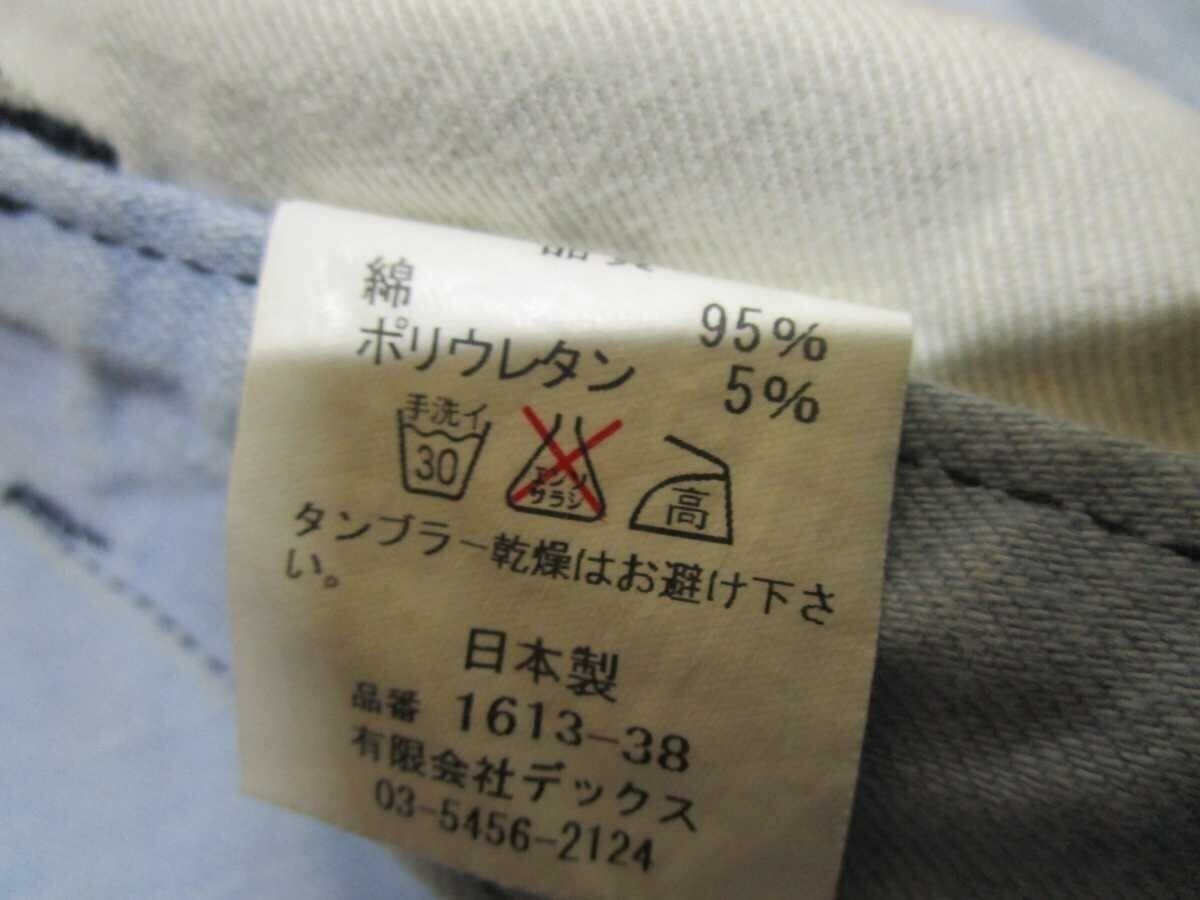 綿 95%
ポリウレタン 5%
手洗イ
30
エンソ
サラシ
高
タンブラー乾燥はお避け下さ
い。
日本製
品番 1613-38
有限会社デックス
03-5456-2124